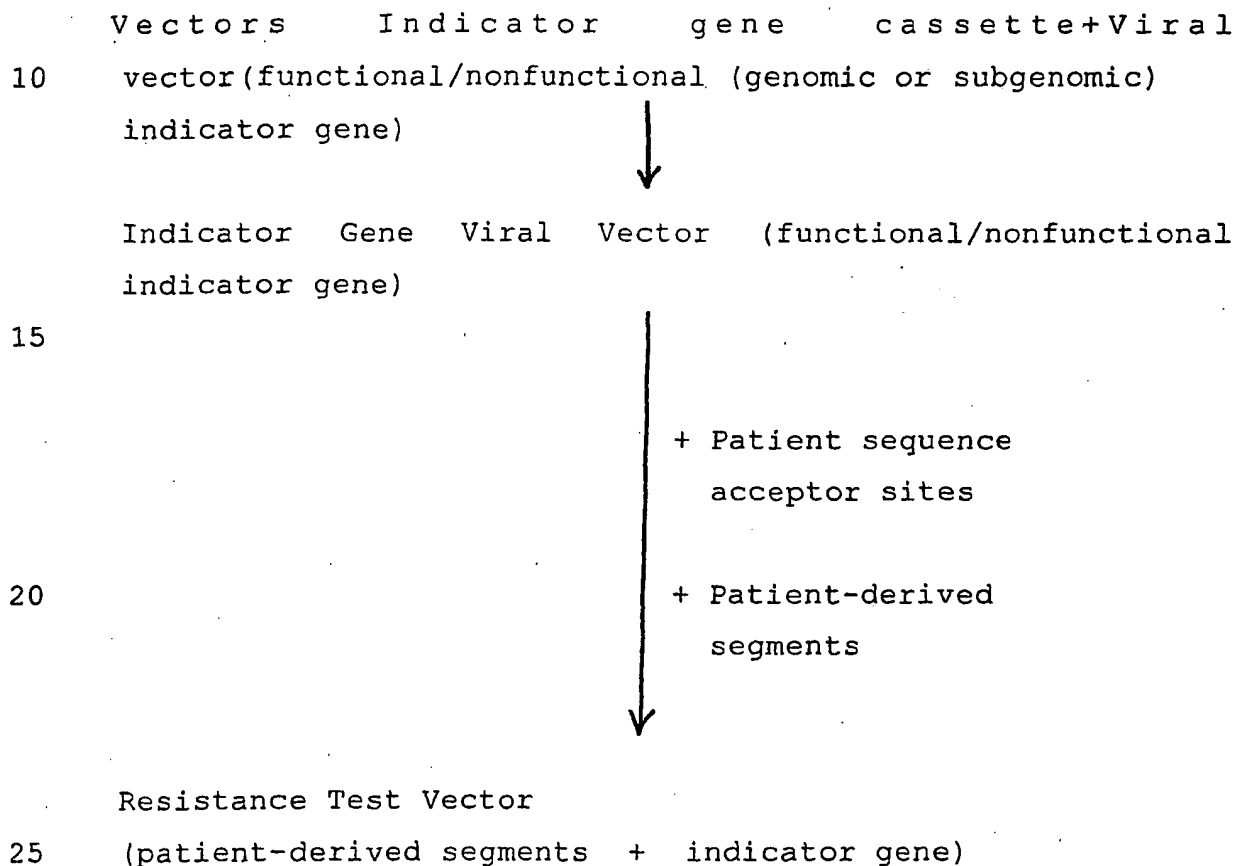 Vectors Indicator gene cassette+Viral
10 vector(functional/nonfunctional (genomic or subgenomic)
indicator gene)
Indicator Gene Viral Vector (functional/nonfunctional
indicator gene)
15
+ Patient sequence
acceptor sites
20 + Patient-derived
segments
Resistance Test Vector
25 (patient-derived segments + indicator gene)